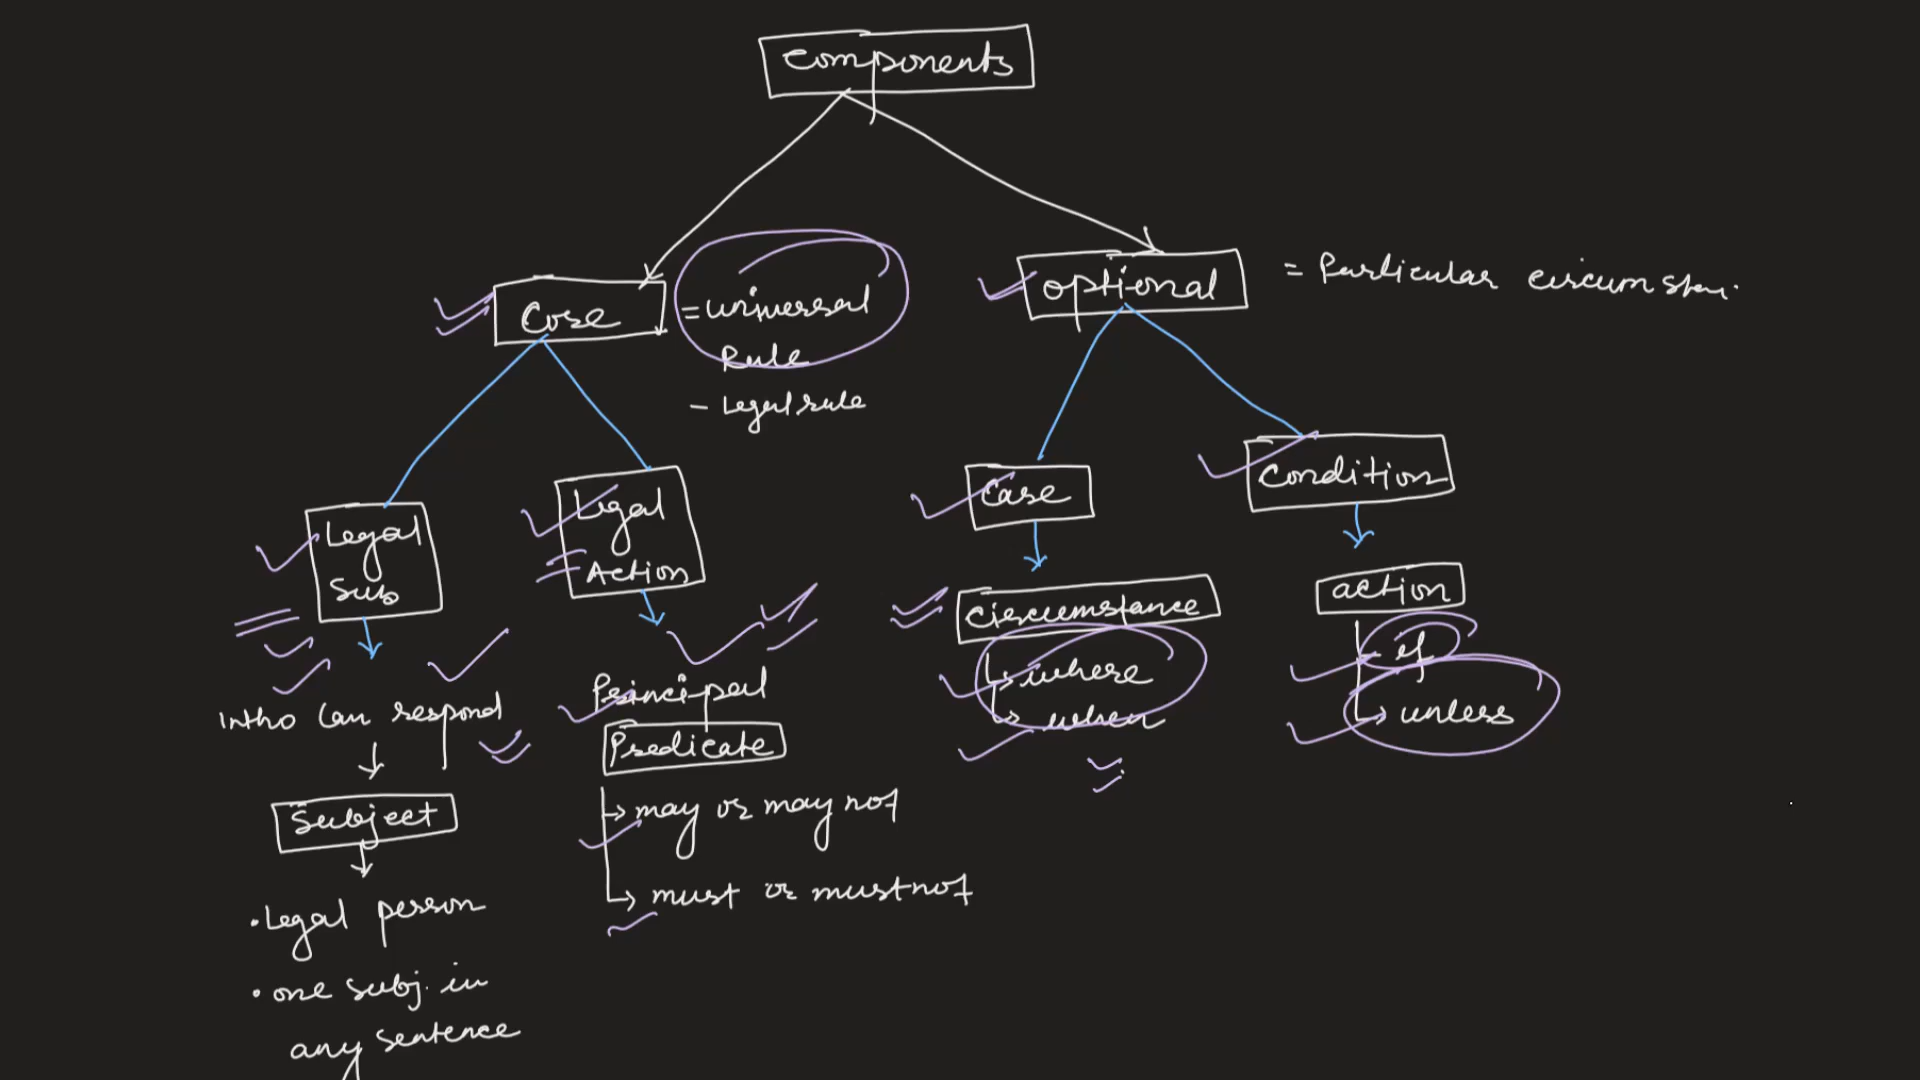 Components
Core
= universal
Rule
- Legal rule
optional
= Particular circumstan.
Legal
Sub
Legal
Action
Case
Condition
circumstance
↳ where
↳ when
action
- if
↳ unless
Who can respond
Subject
• Legal person
• one subj. in
any sentence
Principal
Predicate
↳ may or may not
↳ must or must not